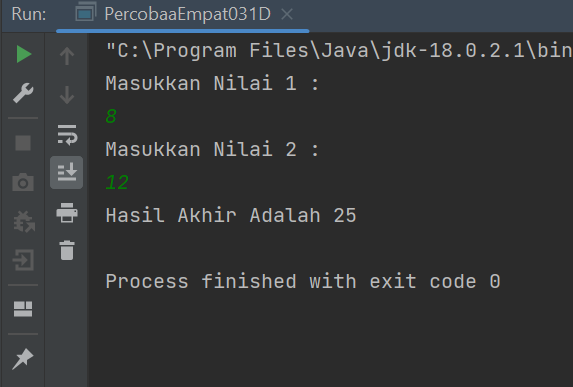 Run: PercobaaEmpat031D
"C:\Program Files\Java\jdk-18.0.2.1\bin
Masukkan Nilai 1 :
8
Masukkan Nilai 2 :
12
Hasil Akhir Adalah 25
Process finished with exit code 0